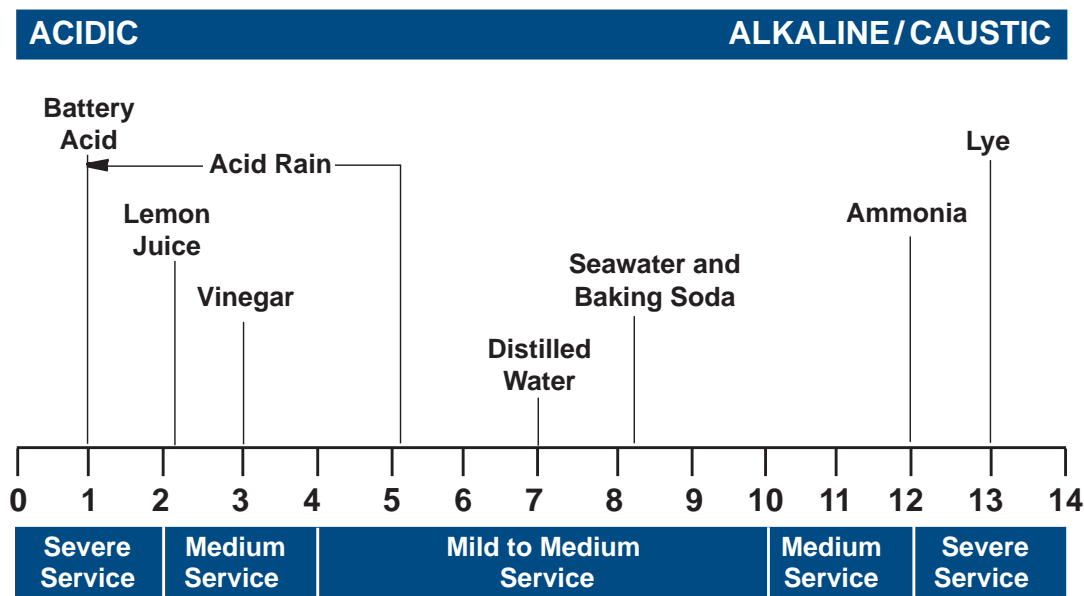 ACIDIC ALKALINE/CAUSTIC
Battery
Acid
Acid Rain
Lye
Lemon
Juice
Ammonia
Vinegar
Seawater and
Baking Soda
Distilled
Water
0 1 2 3 4 5 6 7 8 9 10 11 12 13 14
Severe
Service
Medium
Service
Mild to Medium
Service
Medium
Service
Severe
Service